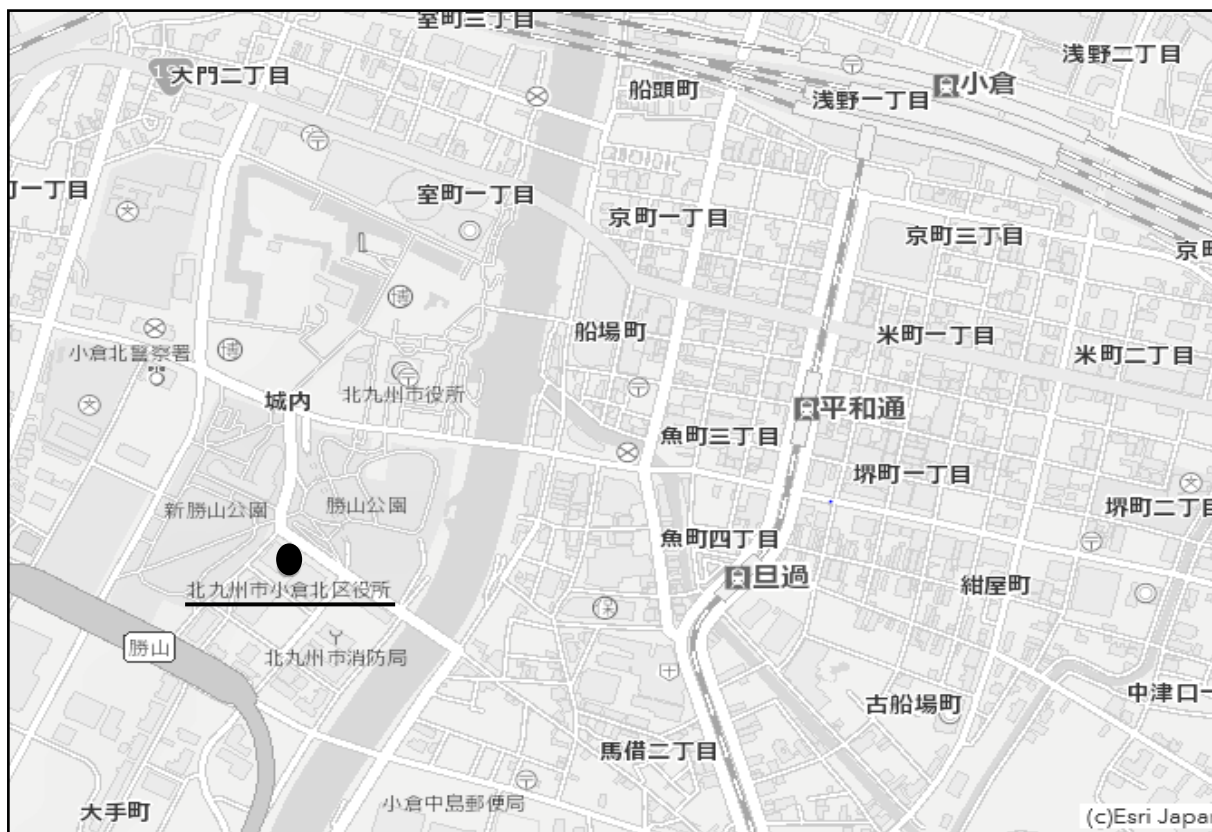 室町三丁目
浅野二丁目
大門二丁目
船頭町
小倉
浅野一丁目
町一丁目
室町一丁目
京町一丁目
京町三丁目
京町
博
船場町
米町一丁目
米町二丁目
小倉北警察署
博
北九州市役所
城内
平和通
魚町三丁目
堺町一丁目
新勝山公園
勝山公園
堺町二丁目
魚町四丁目
旦過
北九州市小倉北区役所
紺屋町
勝山
北九州市消防局
古船場町
中津口一
馬借二丁目
大手町
小倉中島郵便局
(c)Esri Japan